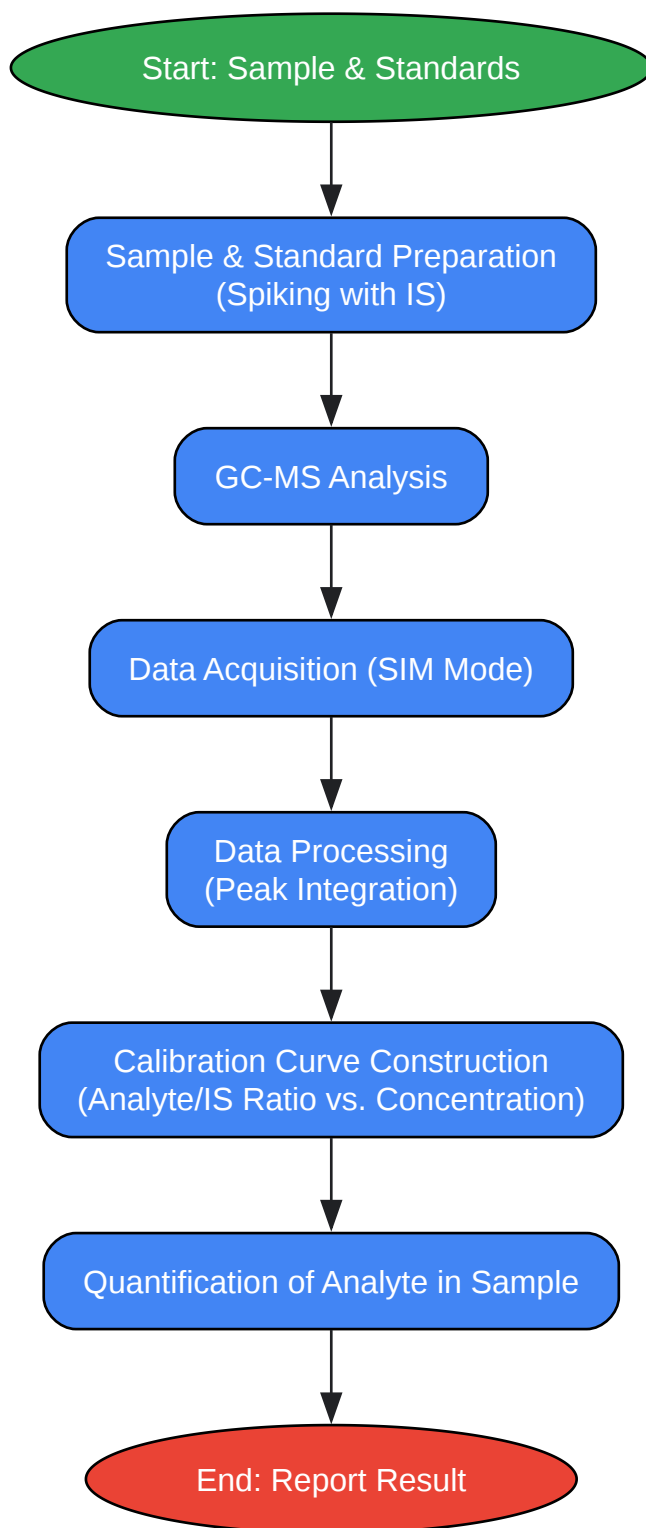 Start: Sample & Standards
Sample & Standard Preparation
(Spiking with IS)
GC-MS Analysis
Data Acquisition (SIM Mode)
Data Processing
(Peak Integration)
Calibration Curve Construction
(Analyte/IS Ratio vs. Concentration)
Quantification of Analyte in Sample
End: Report Result